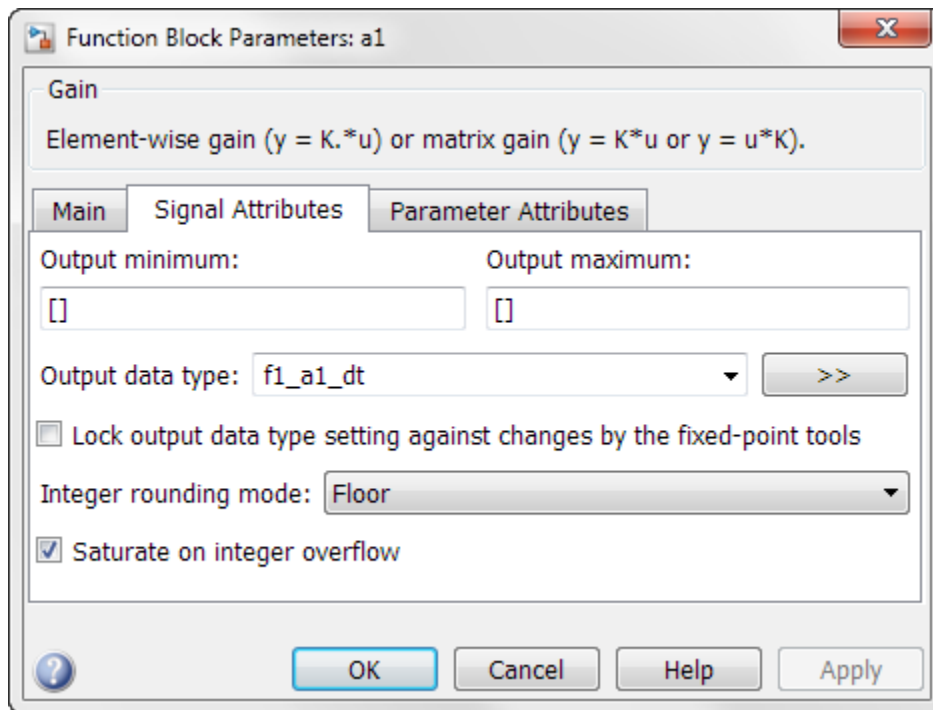 Function Block Parameters: a1
Gain
Element-wise gain (y = K.*u) or matrix gain (y = K*u or y = u*K).
Main Signal Attributes Parameter Attributes
Output minimum: Output maximum:
[] []
Output data type: f1_a1_dt >>
Lock output data type setting against changes by the fixed-point tools
Integer rounding mode: Floor
Saturate on integer overflow
? OK Cancel Help Apply